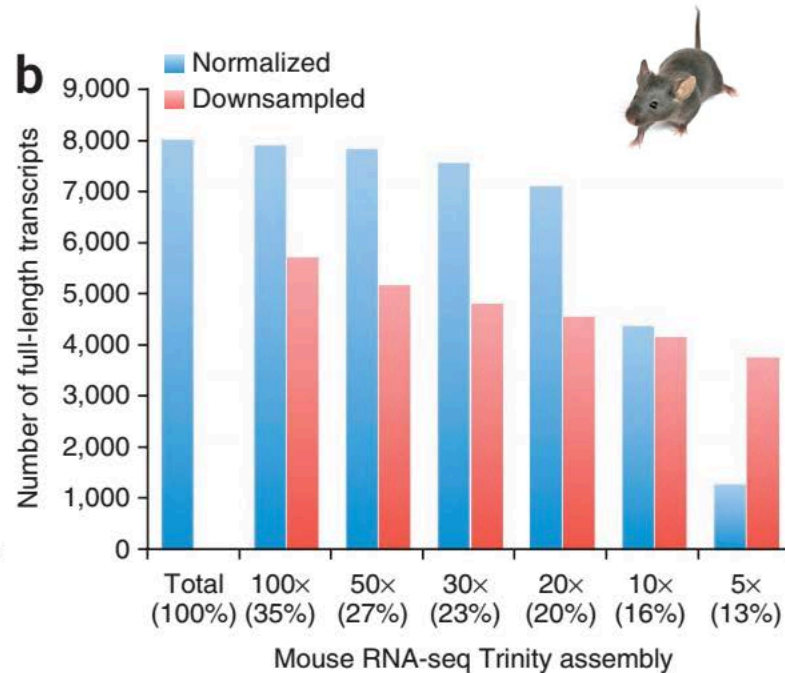 b
Normalized
Downsampled
Number of full-length transcripts
9,000
8,000
7,000
6,000
5,000
4,000
3,000
2,000
1,000
0
Total 100× 50× 30× 20× 10× 5×
(100%) (35%) (27%) (23%) (20%) (16%) (13%)
Mouse RNA-seq Trinity assembly